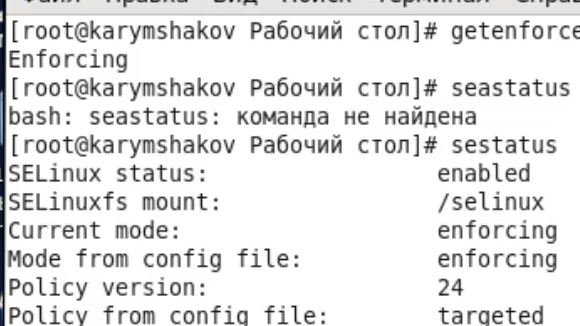 [root@karymshakov Рабочий стол]# getenforce
Enforcing
[root@karymshakov Рабочий стол]# seastatus
bash: seastatus: команда не найдена
[root@karymshakov Рабочий стол]# sestatus
SELinux status: enabled
SELinuxfs mount: /selinux
Current mode: enforcing
Mode from config file: enforcing
Policy version: 24
Policy from config file: targeted